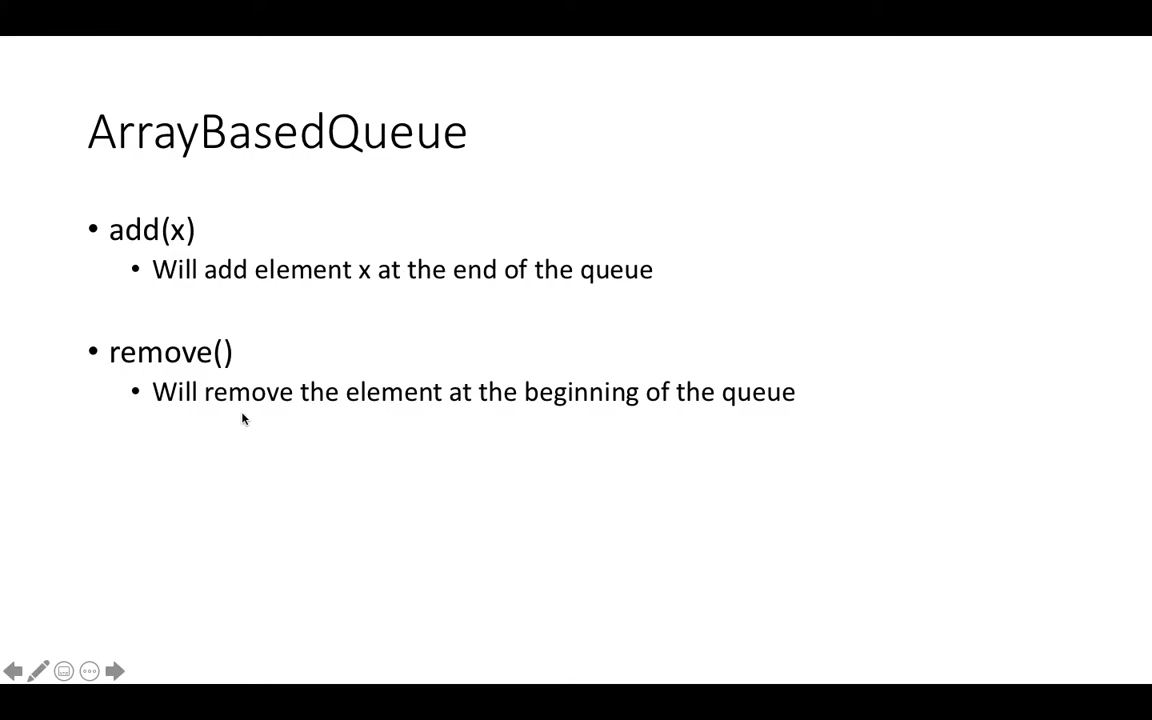 ArrayBasedQueue
• add(x)
• Will add element x at the end of the queue
• remove()
• Will remove the element at the beginning of the queue